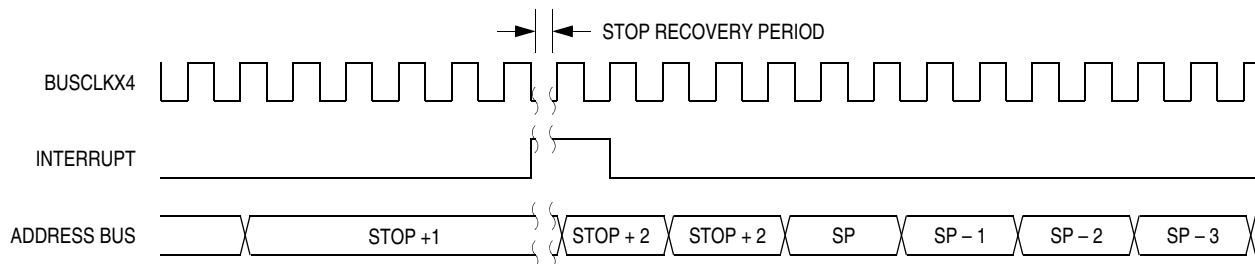 STOP RECOVERY PERIOD
BUSCLKX4
INTERRUPT
ADDRESS BUS STOP +1 STOP + 2 STOP + 2 SP SP – 1 SP – 2 SP – 3